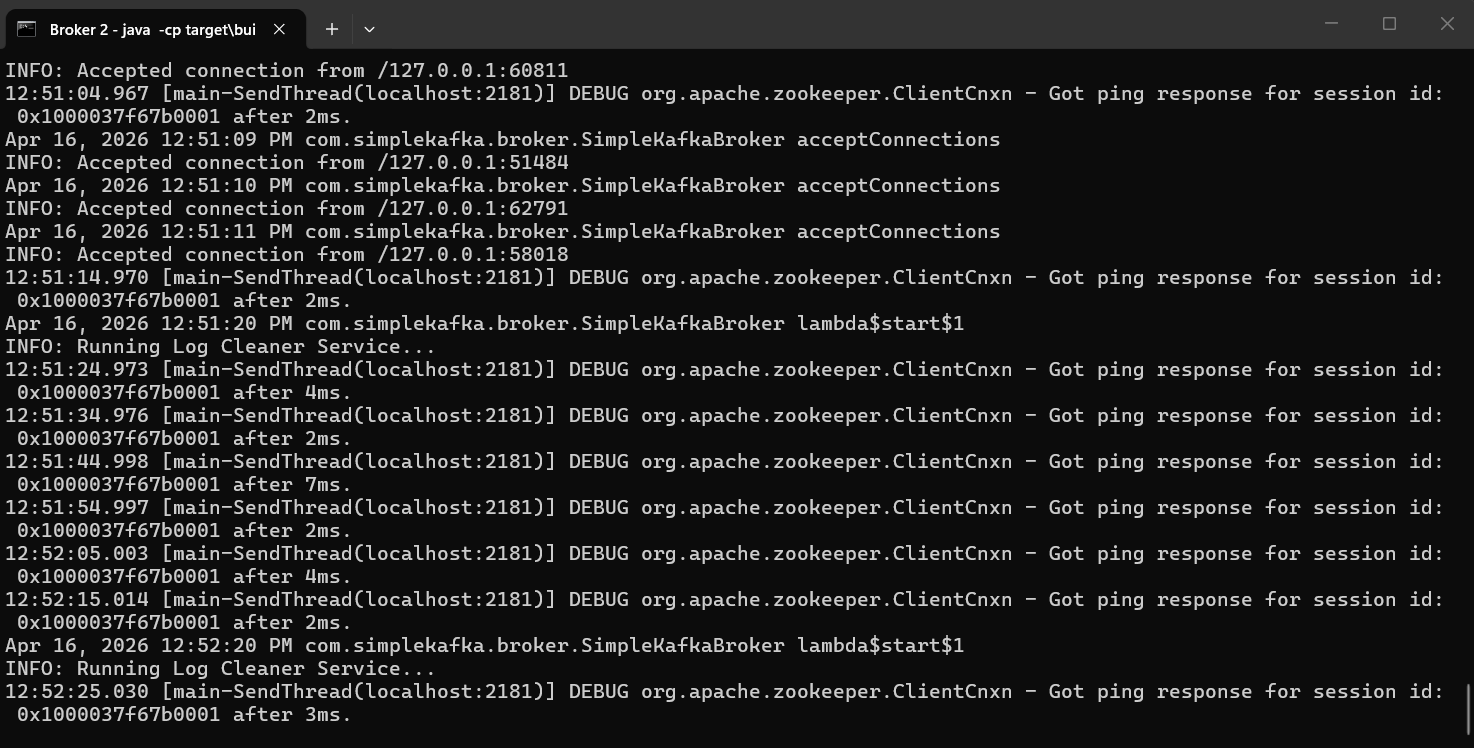 Broker 2 - java  -cp target\bui
INFO: Accepted connection from /127.0.0.1:60811
12:51:04.967 [main-SendThread(localhost:2181)] DEBUG org.apache.zookeeper.ClientCnxn - Got ping response for session id:
 0x1000037f67b0001 after 2ms.
Apr 16, 2026 12:51:09 PM com.simplekafka.broker.SimpleKafkaBroker acceptConnections
INFO: Accepted connection from /127.0.0.1:51484
Apr 16, 2026 12:51:10 PM com.simplekafka.broker.SimpleKafkaBroker acceptConnections
INFO: Accepted connection from /127.0.0.1:62791
Apr 16, 2026 12:51:11 PM com.simplekafka.broker.SimpleKafkaBroker acceptConnections
INFO: Accepted connection from /127.0.0.1:58018
12:51:14.970 [main-SendThread(localhost:2181)] DEBUG org.apache.zookeeper.ClientCnxn - Got ping response for session id:
 0x1000037f67b0001 after 2ms.
Apr 16, 2026 12:51:20 PM com.simplekafka.broker.SimpleKafkaBroker lambda$start$1
INFO: Running Log Cleaner Service...
12:51:24.973 [main-SendThread(localhost:2181)] DEBUG org.apache.zookeeper.ClientCnxn - Got ping response for session id:
 0x1000037f67b0001 after 4ms.
12:51:34.976 [main-SendThread(localhost:2181)] DEBUG org.apache.zookeeper.ClientCnxn - Got ping response for session id:
 0x1000037f67b0001 after 2ms.
12:51:44.998 [main-SendThread(localhost:2181)] DEBUG org.apache.zookeeper.ClientCnxn - Got ping response for session id:
 0x1000037f67b0001 after 7ms.
12:51:54.997 [main-SendThread(localhost:2181)] DEBUG org.apache.zookeeper.ClientCnxn - Got ping response for session id:
 0x1000037f67b0001 after 2ms.
12:52:05.003 [main-SendThread(localhost:2181)] DEBUG org.apache.zookeeper.ClientCnxn - Got ping response for session id:
 0x1000037f67b0001 after 4ms.
12:52:15.014 [main-SendThread(localhost:2181)] DEBUG org.apache.zookeeper.ClientCnxn - Got ping response for session id:
 0x1000037f67b0001 after 2ms.
Apr 16, 2026 12:52:20 PM com.simplekafka.broker.SimpleKafkaBroker lambda$start$1
INFO: Running Log Cleaner Service...
12:52:25.030 [main-SendThread(localhost:2181)] DEBUG org.apache.zookeeper.ClientCnxn - Got ping response for session id:
 0x1000037f67b0001 after 3ms.